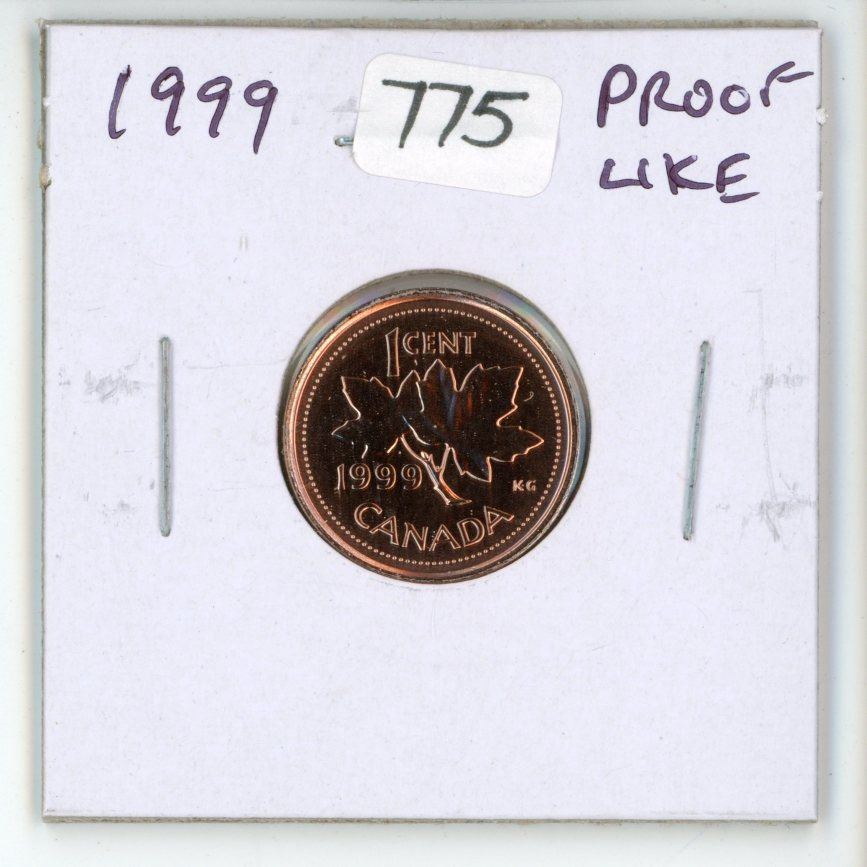 1999 775 PROOF
LIKE
1 CENT
1999 KG
CANADA